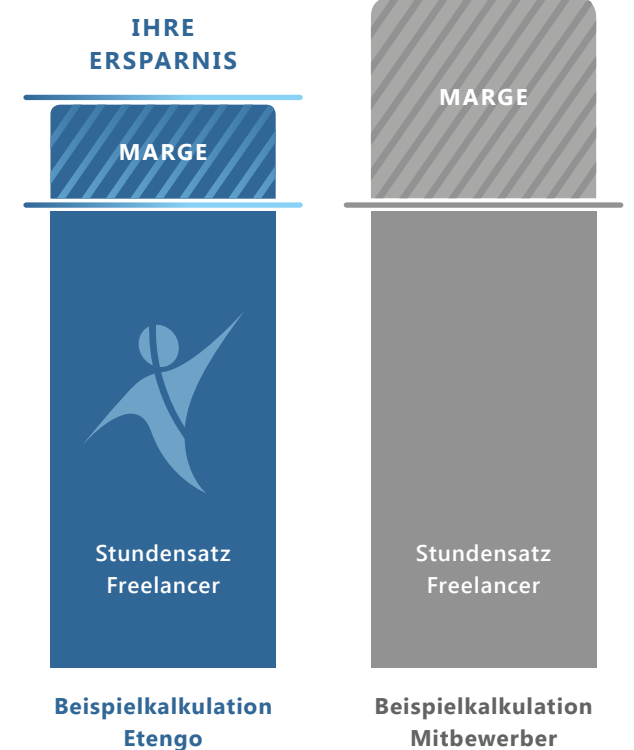 IHRE
ERSPARNIS
MARGE
Stundensatz
Freelancer
Beispielkalkulation
Etengo
MARGE
Stundensatz
Freelancer
Beispielkalkulation
Mitbewerber